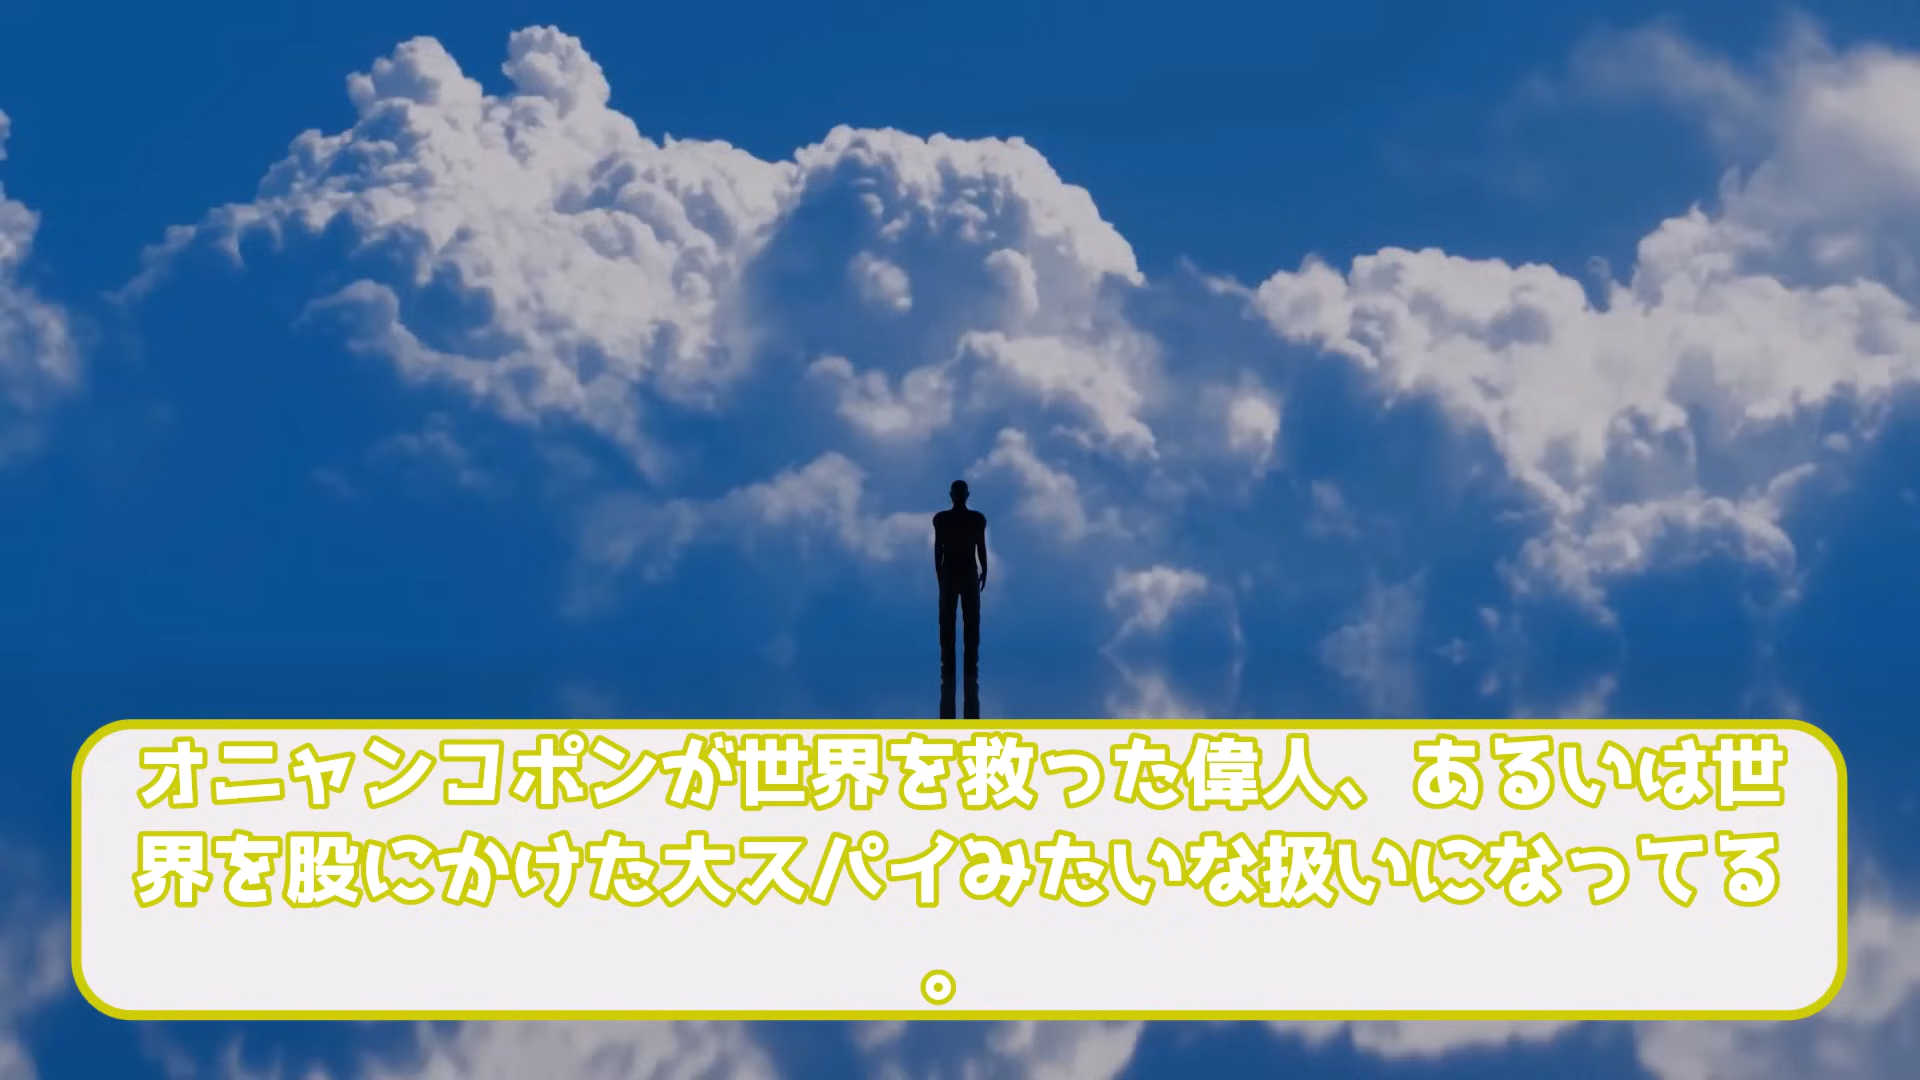 オニャンコポンが世界を救った偉人、あるいは世
界を股にかけた大スパイみたいな扱いになってる
。